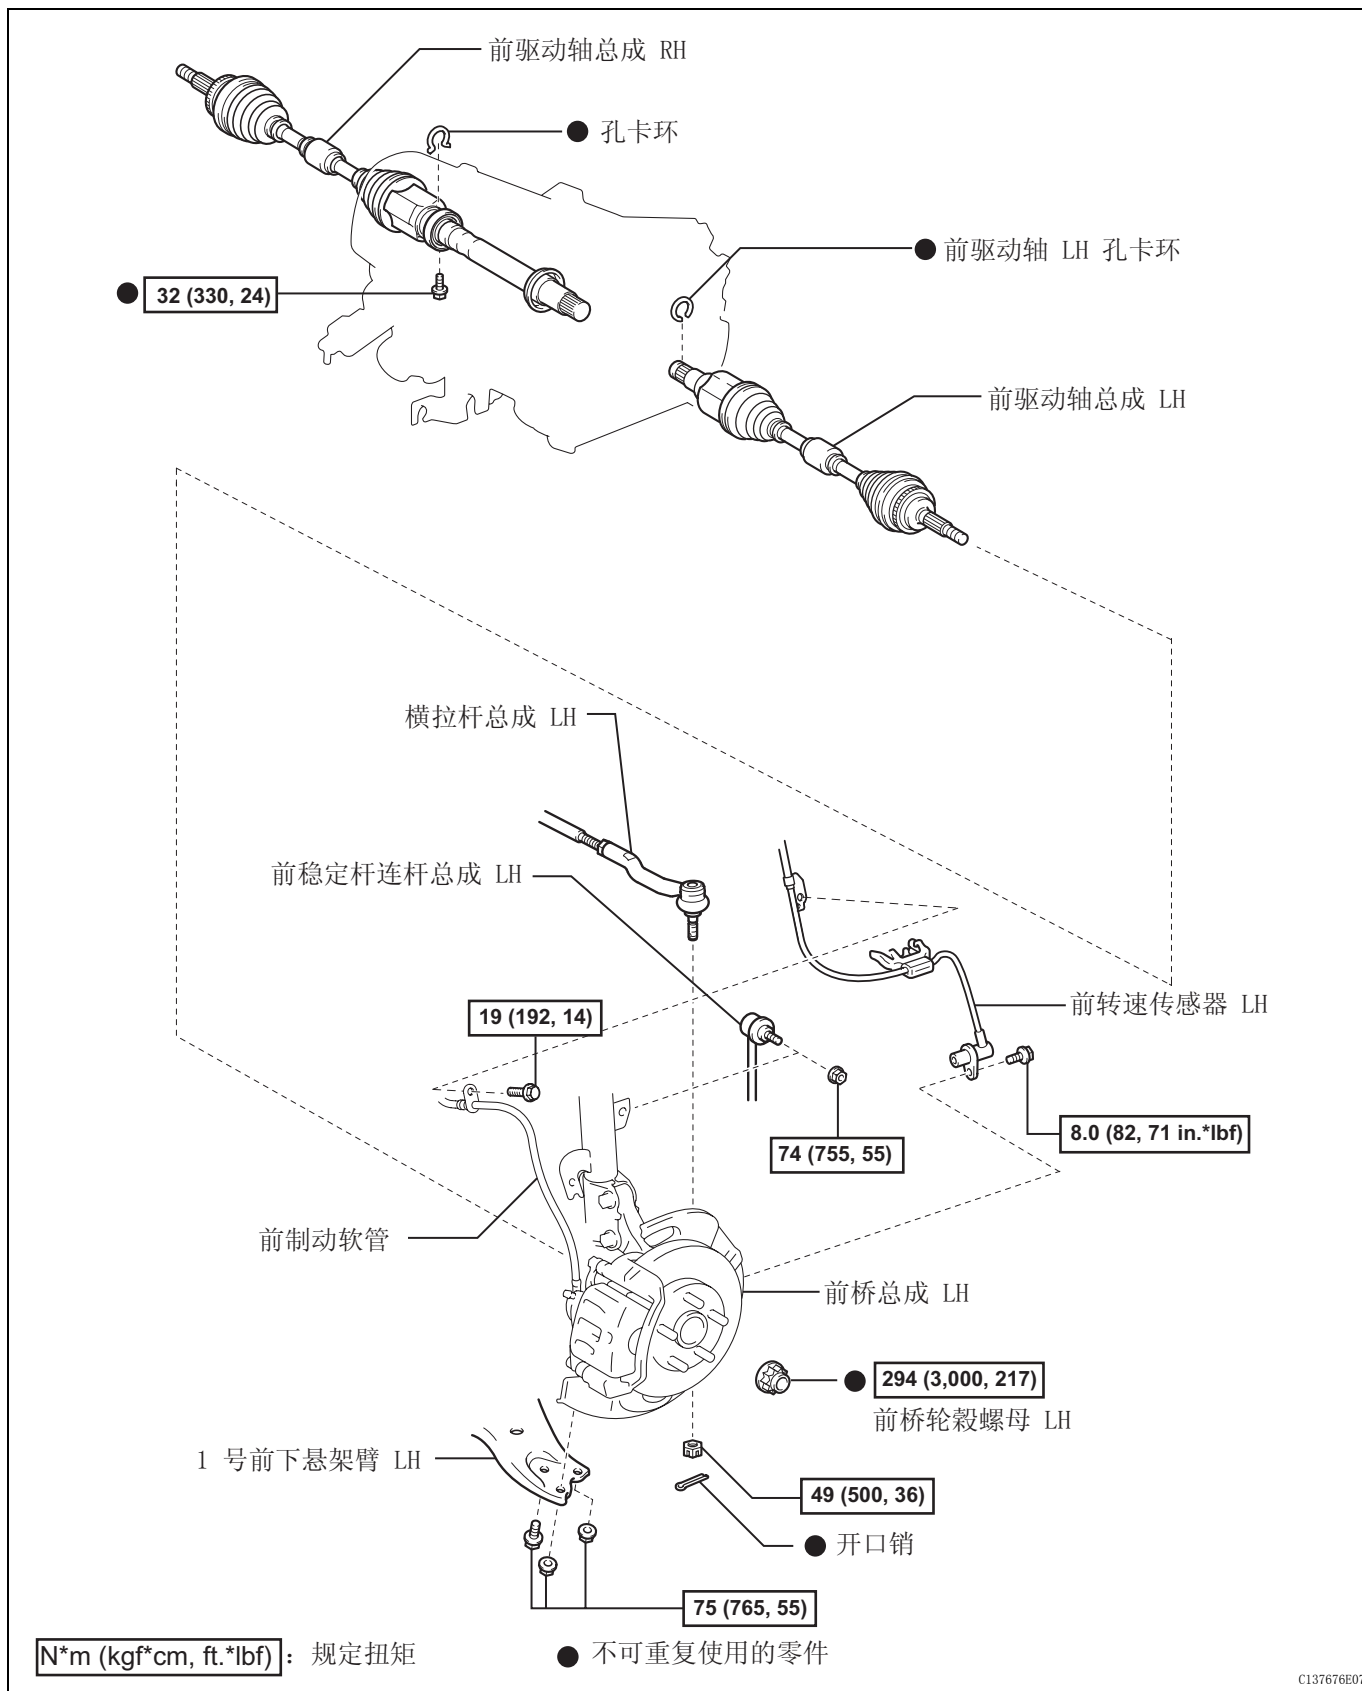 前驱动轴总成 RH
● 孔卡环
● 前驱动轴 LH 孔卡环
● 32 (330, 24)
前驱动轴总成 LH
横拉杆总成 LH
前稳定杆连杆总成 LH
前转速传感器 LH
19 (192, 14)
74 (755, 55)
8.0 (82, 71 in.*lbf)
前制动软管
前桥总成 LH
● 294 (3,000, 217)
前桥轮毂螺母 LH
1 号前下悬架臂 LH
49 (500, 36)
● 开口销
75 (765, 55)
N*m (kgf*cm, ft.*lbf) : 规定扭矩 ● 不可重复使用的零件
C137676E07